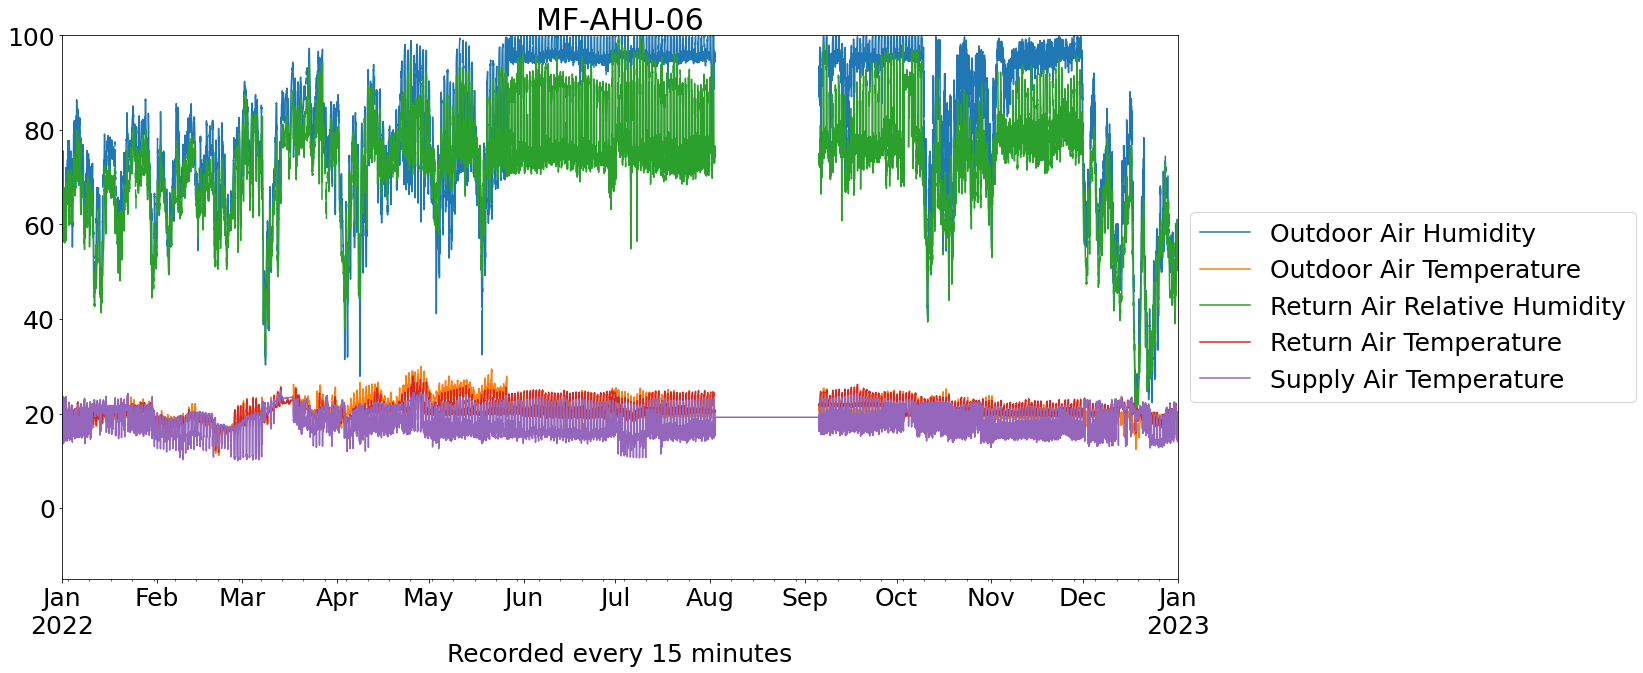 MF-AHU-06
100
80
60
40
20
0
Jan Feb Mar Apr May Jun Jul Aug Sep Oct Nov Dec Jan
2022 2023
Recorded every 15 minutes
Outdoor Air Humidity
Outdoor Air Temperature
Return Air Relative Humidity
Return Air Temperature
Supply Air Temperature